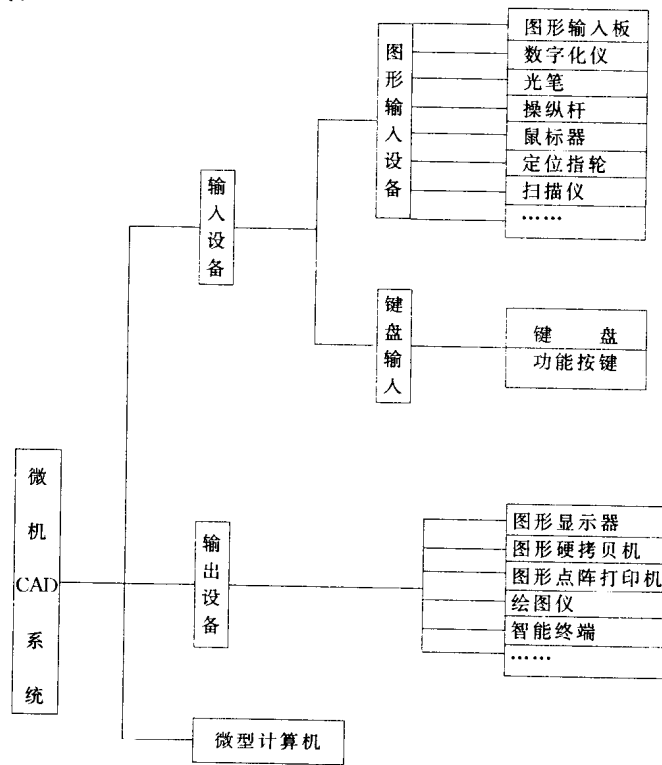 图形输入板
数字化仪
光笔
操纵杆
鼠标器
定位指轮
扫描仪
……
图形输入设备
输入设备
键盘输入
键 盘
功能按键
微机CAD系统
输出设备
图形显示器
图形硬拷贝机
图形点阵打印机
绘图仪
智能终端
……
微型计算机